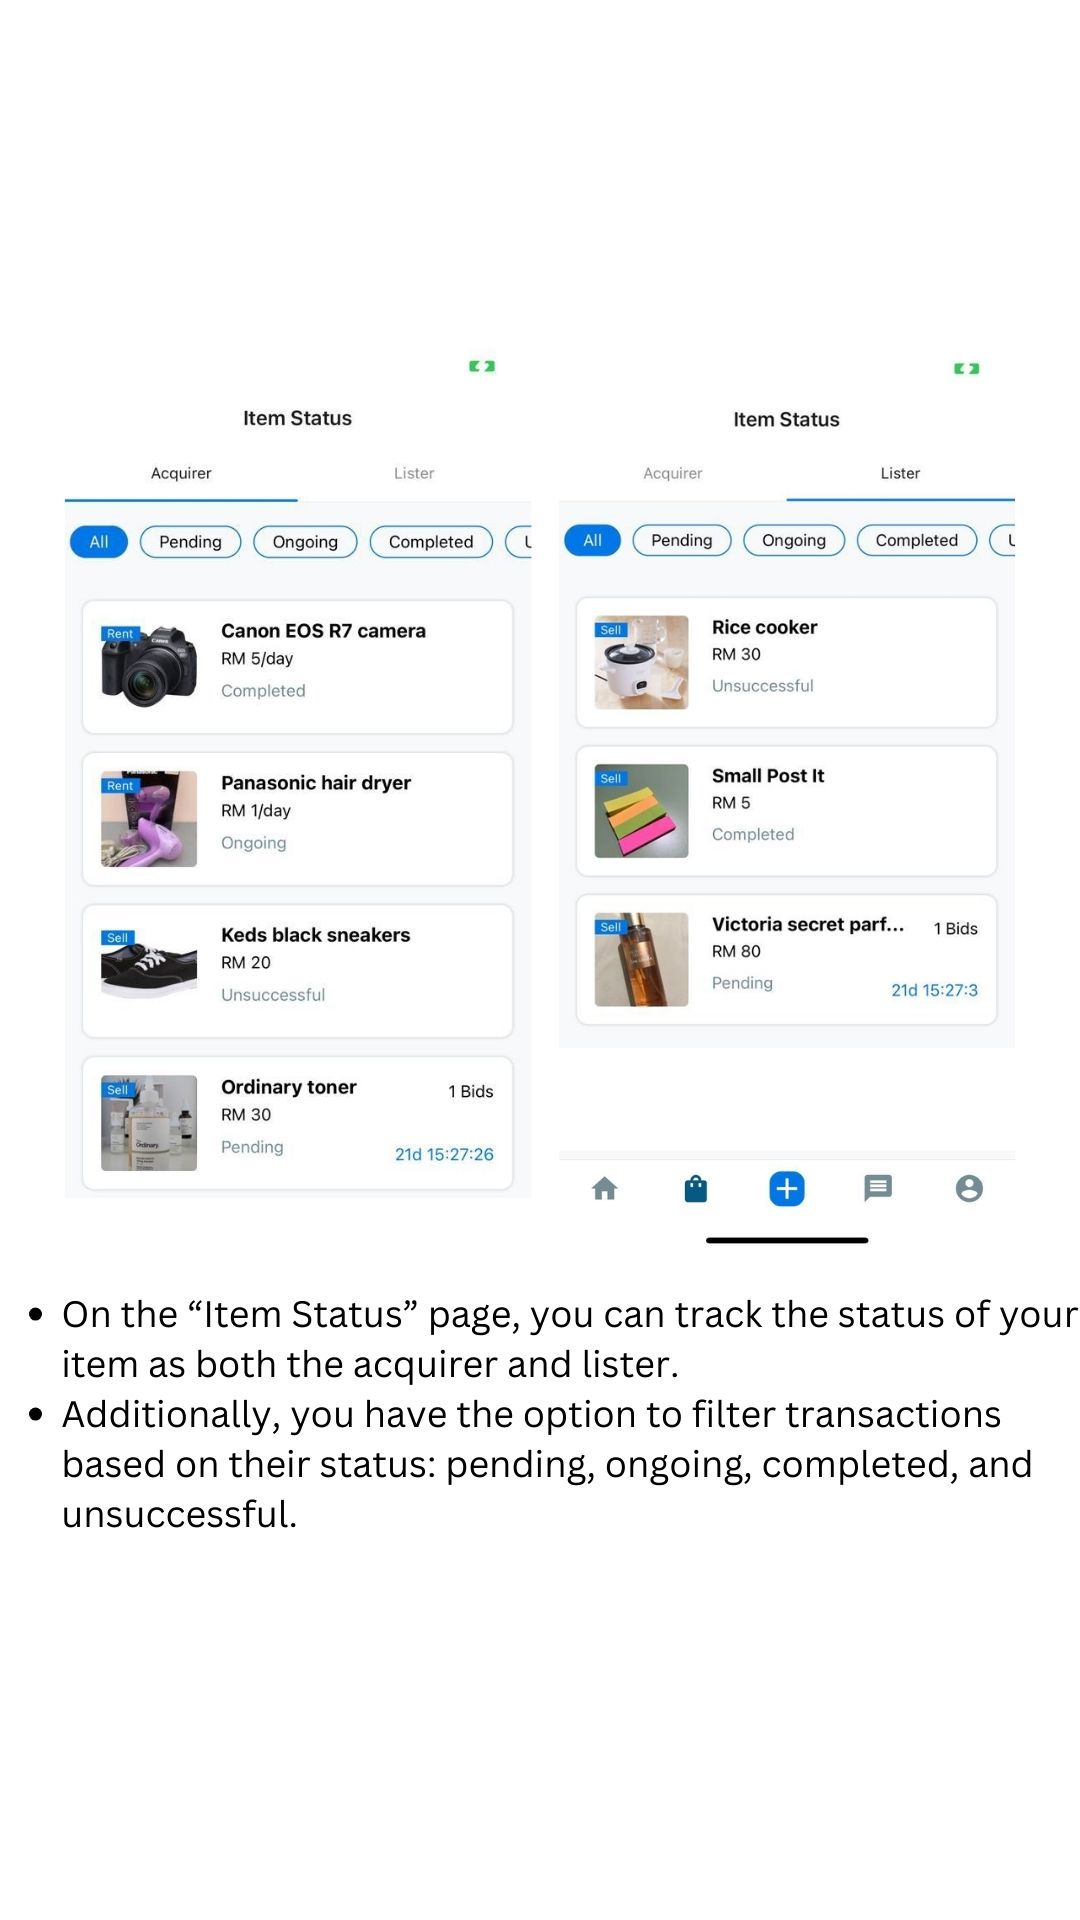 Item Status
Acquirer
Lister
All
Pending
Ongoing
Completed
U
Rent
Canon
Canon EOS R7 camera
RM 5/day
Completed
Rent
Panasonic hair dryer
RM 1/day
Ongoing
Sell
Keds black sneakers
RM 20
Unsuccessful
Sell
Ordinary.
Ordinary toner
1 Bids
RM 30
Pending
21d 15:27:26
Item Status
Acquirer
Lister
All
Pending
Ongoing
Completed
U
Sell
Rice cooker
RM 30
Unsuccessful
Sell
Small Post It
RM 5
Completed
Sell
Victoria secret parf...
1 Bids
RM 80
Pending
21d 15:27:3
• On the “Item Status” page, you can track the status of your
item as both the acquirer and lister.
• Additionally, you have the option to filter transactions
based on their status: pending, ongoing, completed, and
unsuccessful.